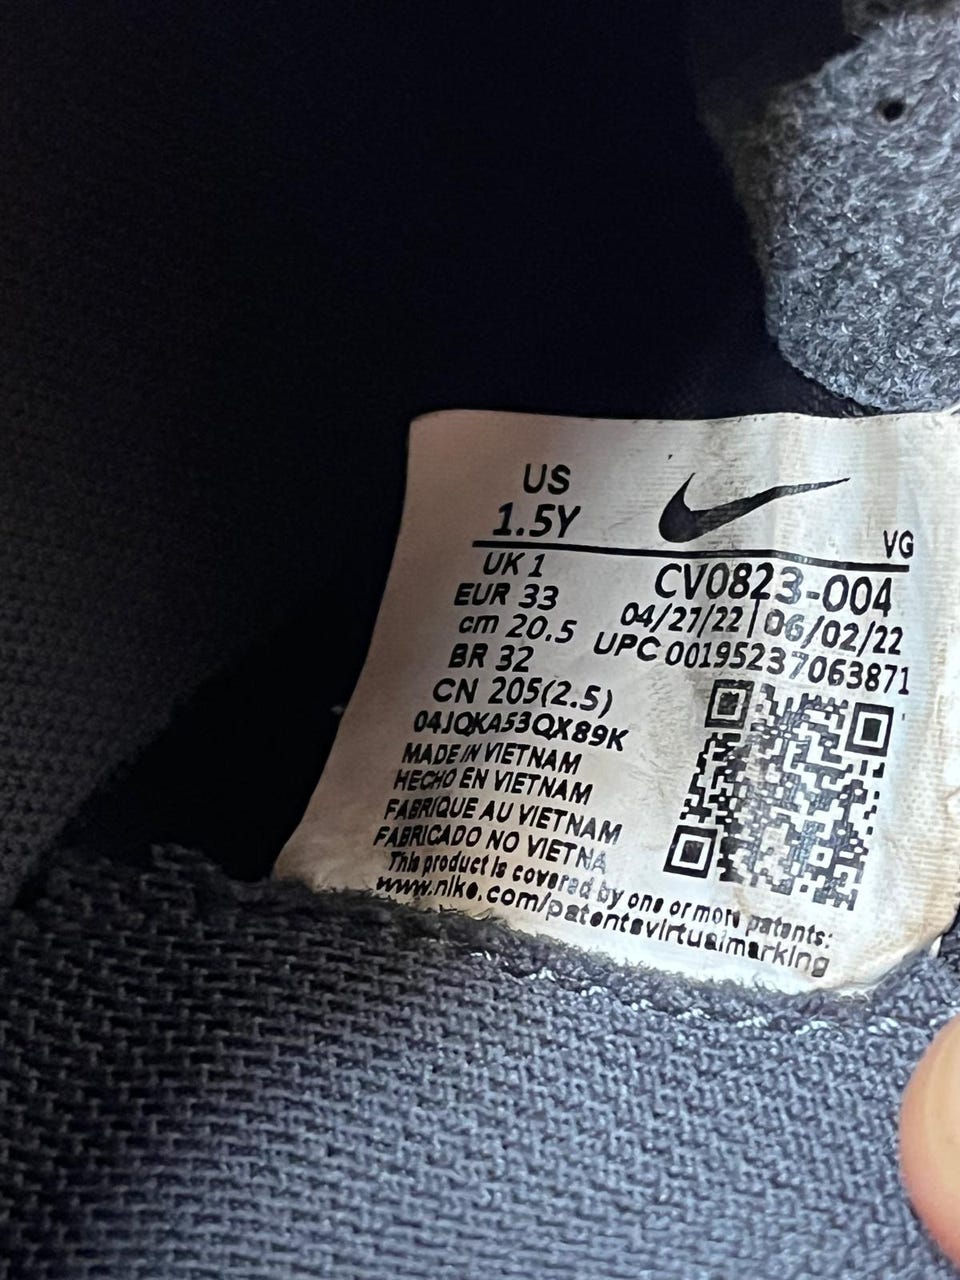 US
1.5Y
VG
UK 1
EUR 33
cm 20.5
BR 32
CN 205(2.5)
CV0823-004
04/27/22 | 06/02/22
UPC 00195237063871
04JQKA53QX89K
MADE IN VIETNAM
HECHO EN VIETNAM
FABRIQUE AU VIETNAM
FABRICADO NO VIETNA
This product is covered by one or more patents:
www.nike.com/patentsvirtualmarking